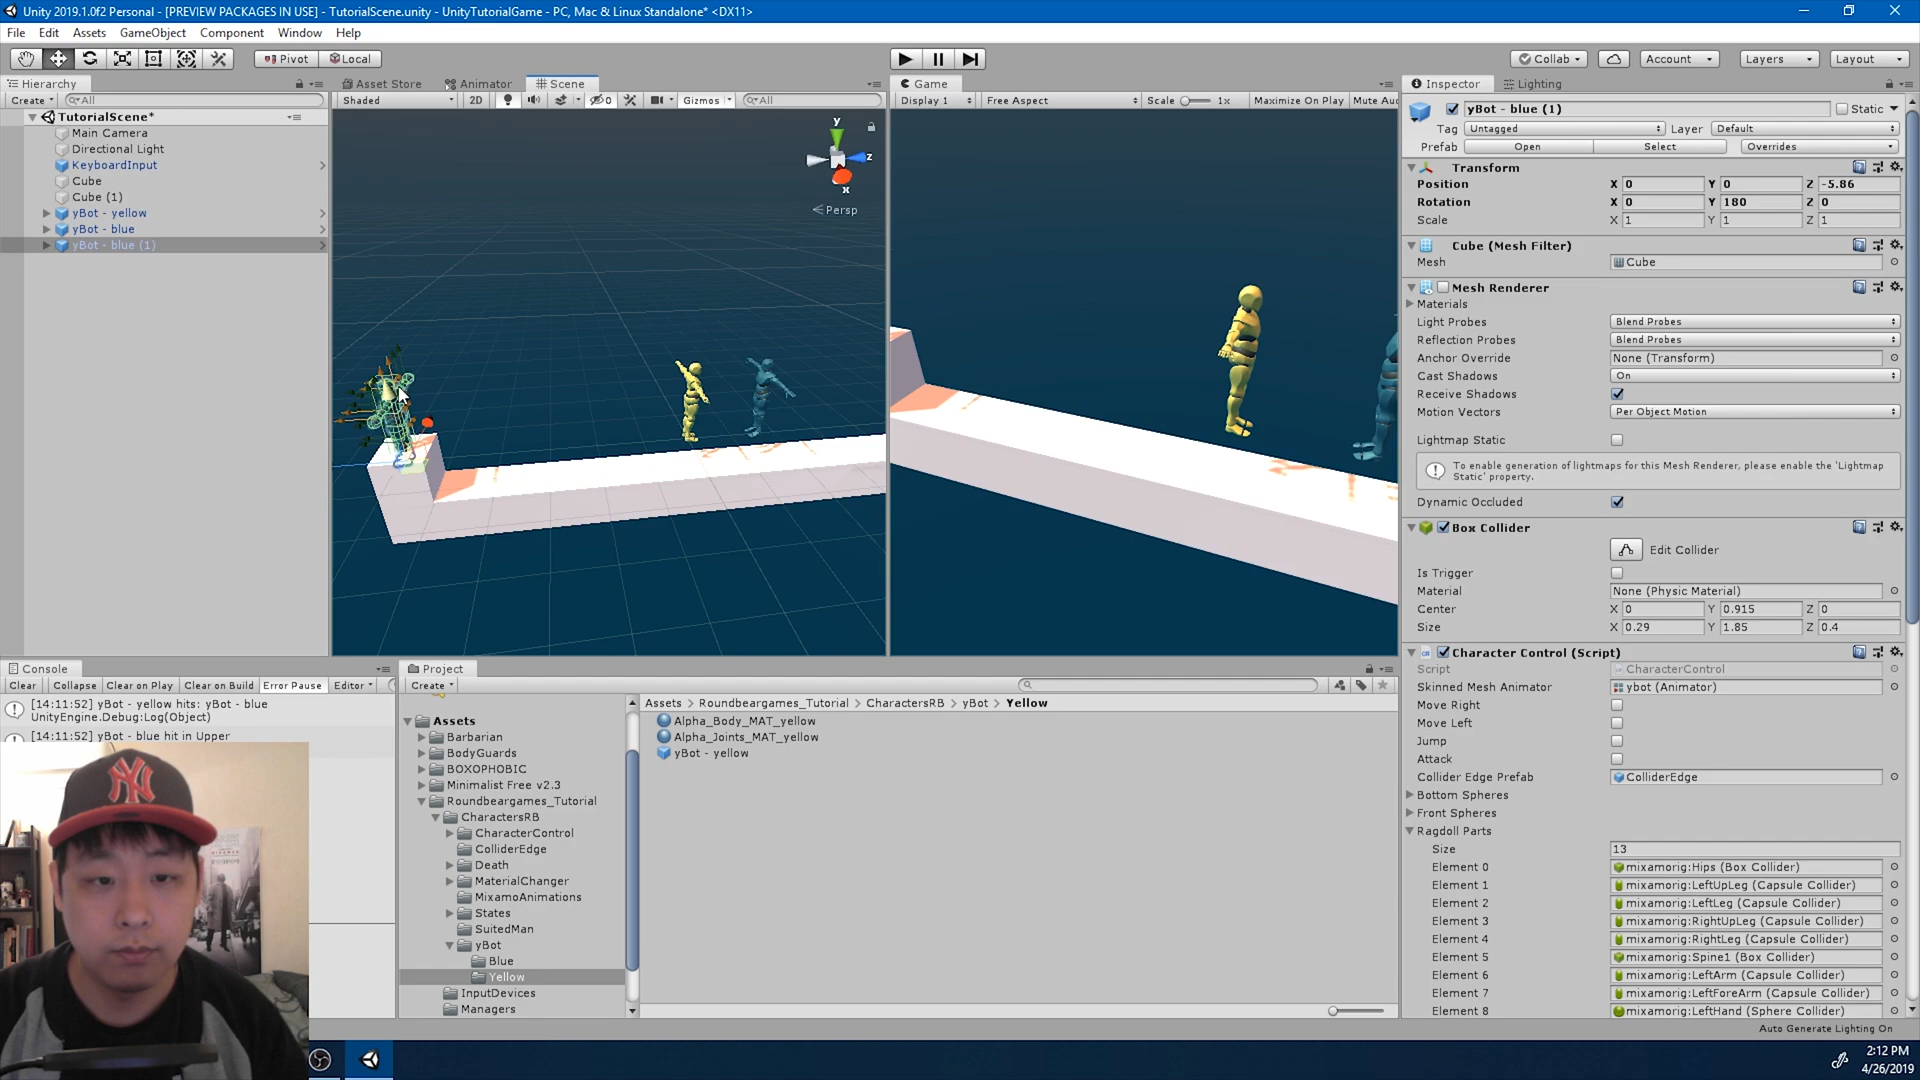 Unity 2019.1.0f2 Personal - [PREVIEW PACKAGES IN USE] - TutorialScene.unity - UnityTutorialGame - PC, Mac & Linux Standalone* <DX11>
File Edit Assets GameObject Component Window Help
Pivot Local Collab Account Layers Layout
Hierarchy Asset Store Animator Scene Game Inspector Lighting
Create All Shaded 2D 0 Gizmos All Display 1 Free Aspect Scale 1x Maximize On Play Mute Au
TutorialScene*
Main Camera
Directional Light
KeyboardInput
Cube
Cube (1)
yBot - yellow
yBot - blue
yBot - blue (1)
y
z
x
Persp
yBot - blue (1) Static
Tag Untagged Layer Default
Prefab Open Select Overrides
Transform
Position X 0 Y 0 Z -5.86
Rotation X 0 Y 180 Z 0
Scale X 1 Y 1 Z 1
Cube (Mesh Filter)
Mesh Cube
Mesh Renderer
Materials
Light Probes Blend Probes
Reflection Probes Blend Probes
Anchor Override None (Transform)
Cast Shadows On
Receive Shadows
Motion Vectors Per Object Motion
Lightmap Static
To enable generation of lightmaps for this Mesh Renderer, please enable the 'Lightmap
Static' property.
Dynamic Occluded
Box Collider
Edit Collider
Is Trigger
Material None (Physic Material)
Center X 0 Y 0.915 Z 0
Size X 0.29 Y 1.85 Z 0.4
Character Control (Script)
Script CharacterControl
Skinned Mesh Animator ybot (Animator)
Move Right
Move Left
Jump
Attack
Collider Edge Prefab ColliderEdge
Bottom Spheres
Front Spheres
Ragdoll Parts
Size 13
Element 0 mixamorig:Hips (Box Collider)
Element 1 mixamorig:LeftUpLeg (Capsule Collider)
Element 2 mixamorig:LeftLeg (Capsule Collider)
Element 3 mixamorig:RightUpLeg (Capsule Collider)
Element 4 mixamorig:RightLeg (Capsule Collider)
Element 5 mixamorig:Spine1 (Box Collider)
Element 6 mixamorig:LeftArm (Capsule Collider)
Element 7 mixamorig:LeftForeArm (Capsule Collider)
Element 8 mixamorig:LeftHand (Sphere Collider)
Auto Generate Lighting On
Console
Clear Collapse Clear on Play Clear on Build Error Pause Editor
[14:11:52] yBot - yellow hits: yBot - blue
UnityEngine.Debug:Log(Object)
[14:11:52] yBot - blue hit in Upper
Project
Create
Assets
Barbarian
BodyGuards
BOXOPHOBIC
Minimalist Free v2.3
Roundbeargames_Tutorial
CharactersRB
CharacterControl
ColliderEdge
Death
MaterialChanger
MixamoAnimations
States
SuitedMan
yBot
Blue
Yellow
InputDevices
Managers
Assets Roundbeargames_Tutorial CharactersRB yBot Yellow
Alpha_Body_MAT_yellow
Alpha_Joints_MAT_yellow
yBot - yellow
NY
2:12 PM
4/26/2019